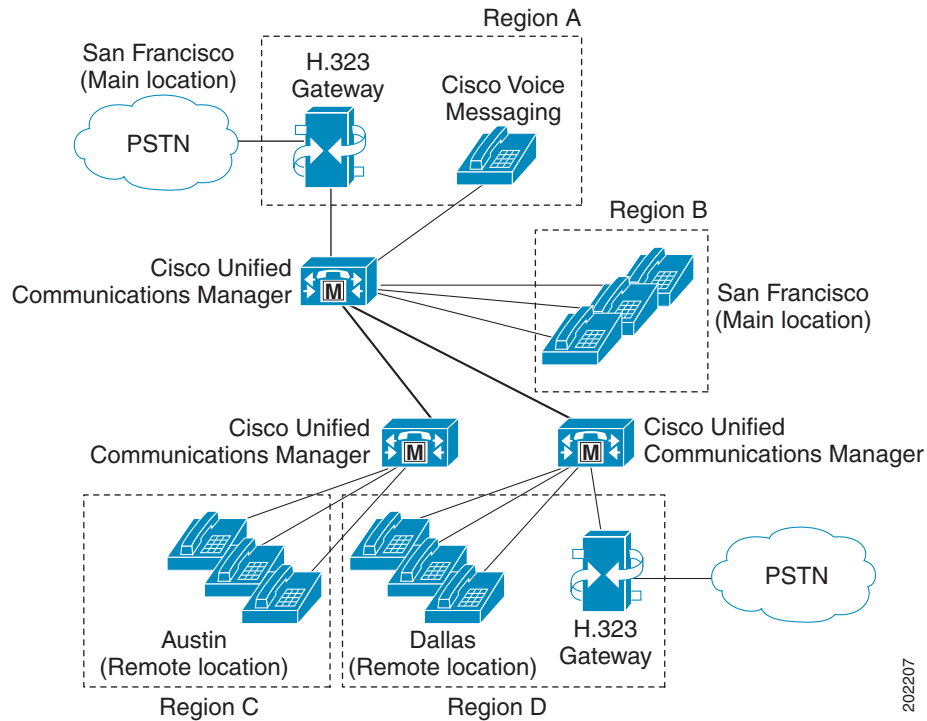 Region A
San Francisco
(Main location)
H.323
Gateway
Cisco Voice
Messaging
PSTN
Region B
Cisco Unified
Communications Manager
M
San Francisco
(Main location)
Cisco Unified
Communications Manager
M
M
Cisco Unified
Communications Manager
Austin
(Remote location)
Dallas
(Remote location)
H.323
Gateway
PSTN
Region C
Region D
202207